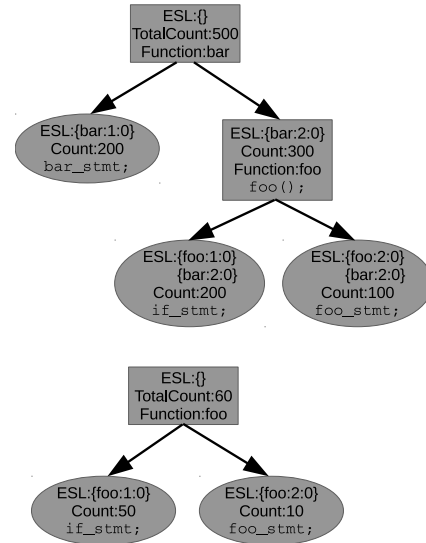 ESL:{}
TotalCount:500
Function:bar
ESL:{bar:1:0}
Count:200
bar_stmt;
ESL:{bar:2:0}
Count:300
Function:foo
foo();
ESL:{foo:1:0}
{bar:2:0}
Count:200
if_stmt;
ESL:{foo:2:0}
{bar:2:0}
Count:100
foo_stmt;
ESL:{}
TotalCount:60
Function:foo
ESL:{foo:1:0}
Count:50
if_stmt;
ESL:{foo:2:0}
Count:10
foo_stmt;